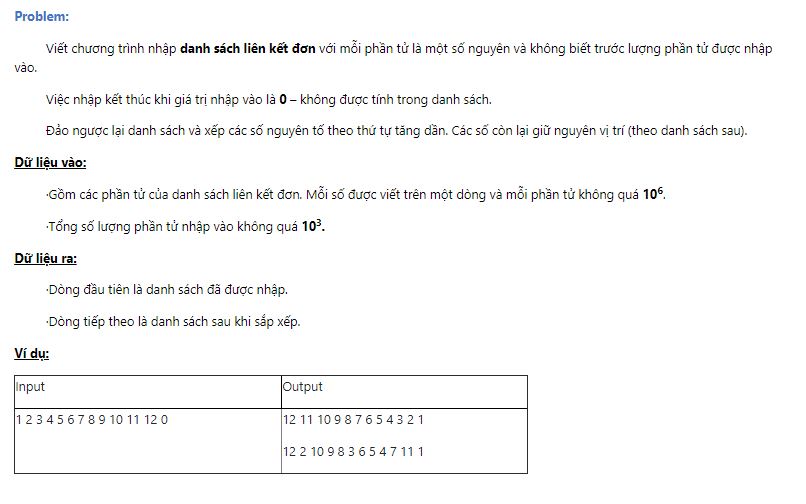 Problem:
Viết chương trình nhập danh sách liên kết đơn với mỗi phần tử là một số nguyên và không biết trước lượng phần tử được nhập
vào.
Việc nhập kết thúc khi giá trị nhập vào là 0 – không được tính trong danh sách.
Đảo ngược lại danh sách và xếp các số nguyên tố theo thứ tự tăng dần. Các số còn lại giữ nguyên vị trí (theo danh sách sau).
Dữ liệu vào:
·Gồm các phần tử của danh sách liên kết đơn. Mỗi số được viết trên một dòng và mỗi phần tử không quá 10⁶.
·Tổng số lượng phần tử nhập vào không quá 10³.
Dữ liệu ra:
·Dòng đầu tiên là danh sách đã được nhập.
·Dòng tiếp theo là danh sách sau khi sắp xếp.
Ví dụ:
Input Output
1 2 3 4 5 6 7 8 9 10 11 12 0 12 11 10 9 8 7 6 5 4 3 2 1
12 2 10 9 8 3 6 5 4 7 11 1